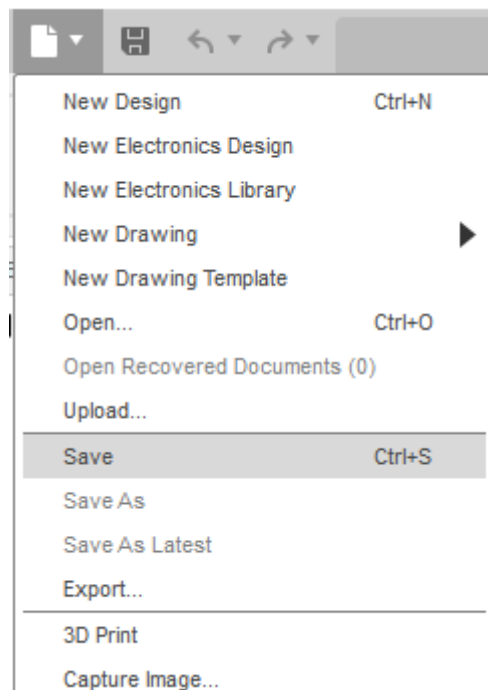 New Design Ctrl+N
New Electronics Design
New Electronics Library
New Drawing
New Drawing Template
Open... Ctrl+O
Open Recovered Documents (0)
Upload...
Save Ctrl+S
Save As
Save As Latest
Export...
3D Print
Capture Image...